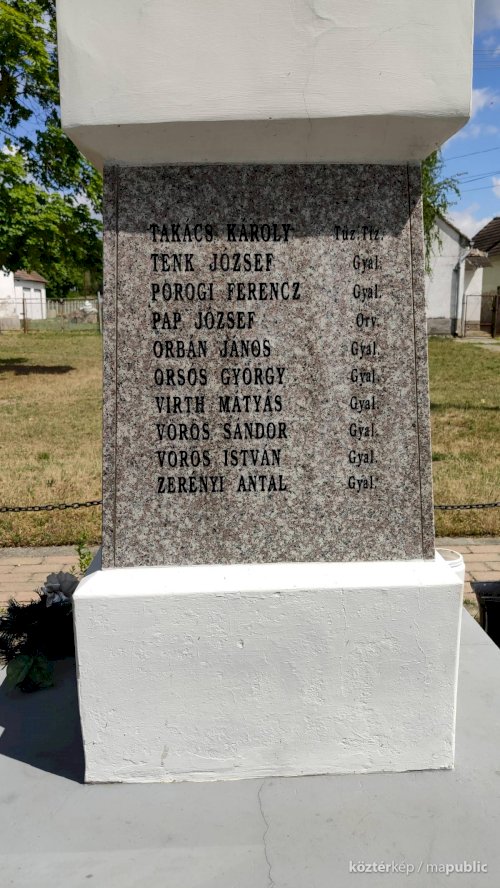 TAKÁCS KÁROLY Tüz.Tiz.
TENK JÓZSEF Gyal.
POROGI FERENCZ Gyal.
PAP JÓZSEF Orv.
ORBÁN JÁNOS Gyal.
ORSÓS GYÖRGY Gyal.
VIRTH MÁTYÁS Gyal.
VÖRÖS SÁNDOR Gyal.
VÖRÖS ISTVÁN Gyal.
ZERÉNYI ANTAL Gyal.
köztérkép / mapublic